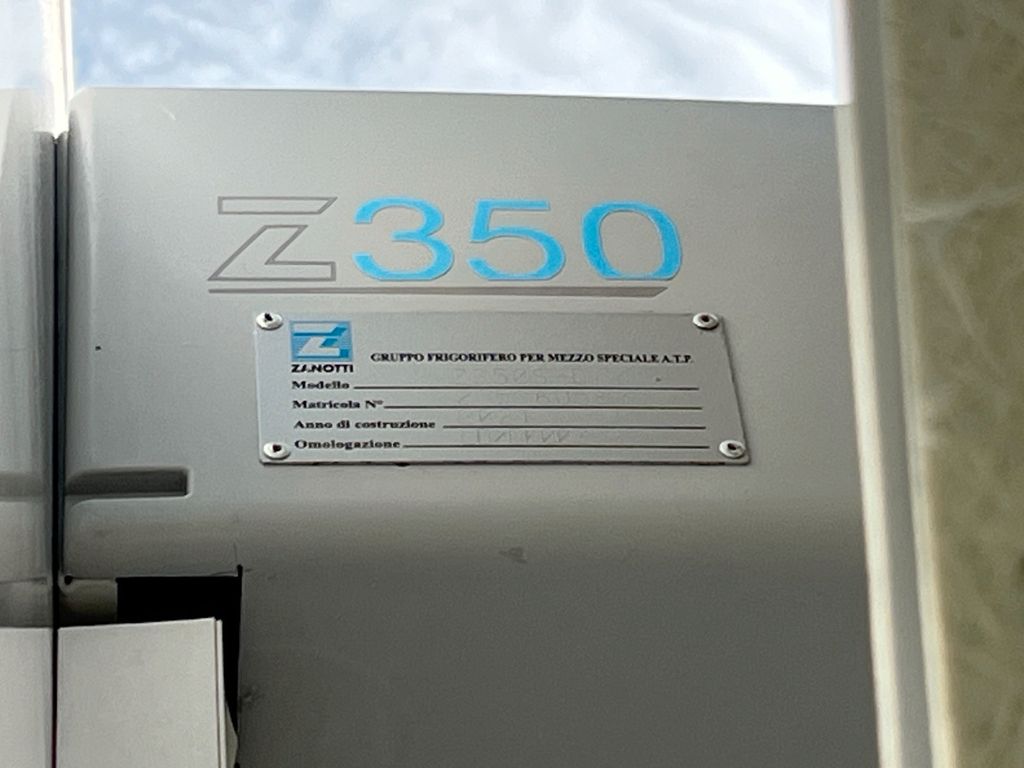 Z350
ZANOTTI
GRUPPO FRIGORIFERO PER MEZZO SPECIALE A.T.P.
Modello
Matricola N°
Anno di costruzione
Omologazione